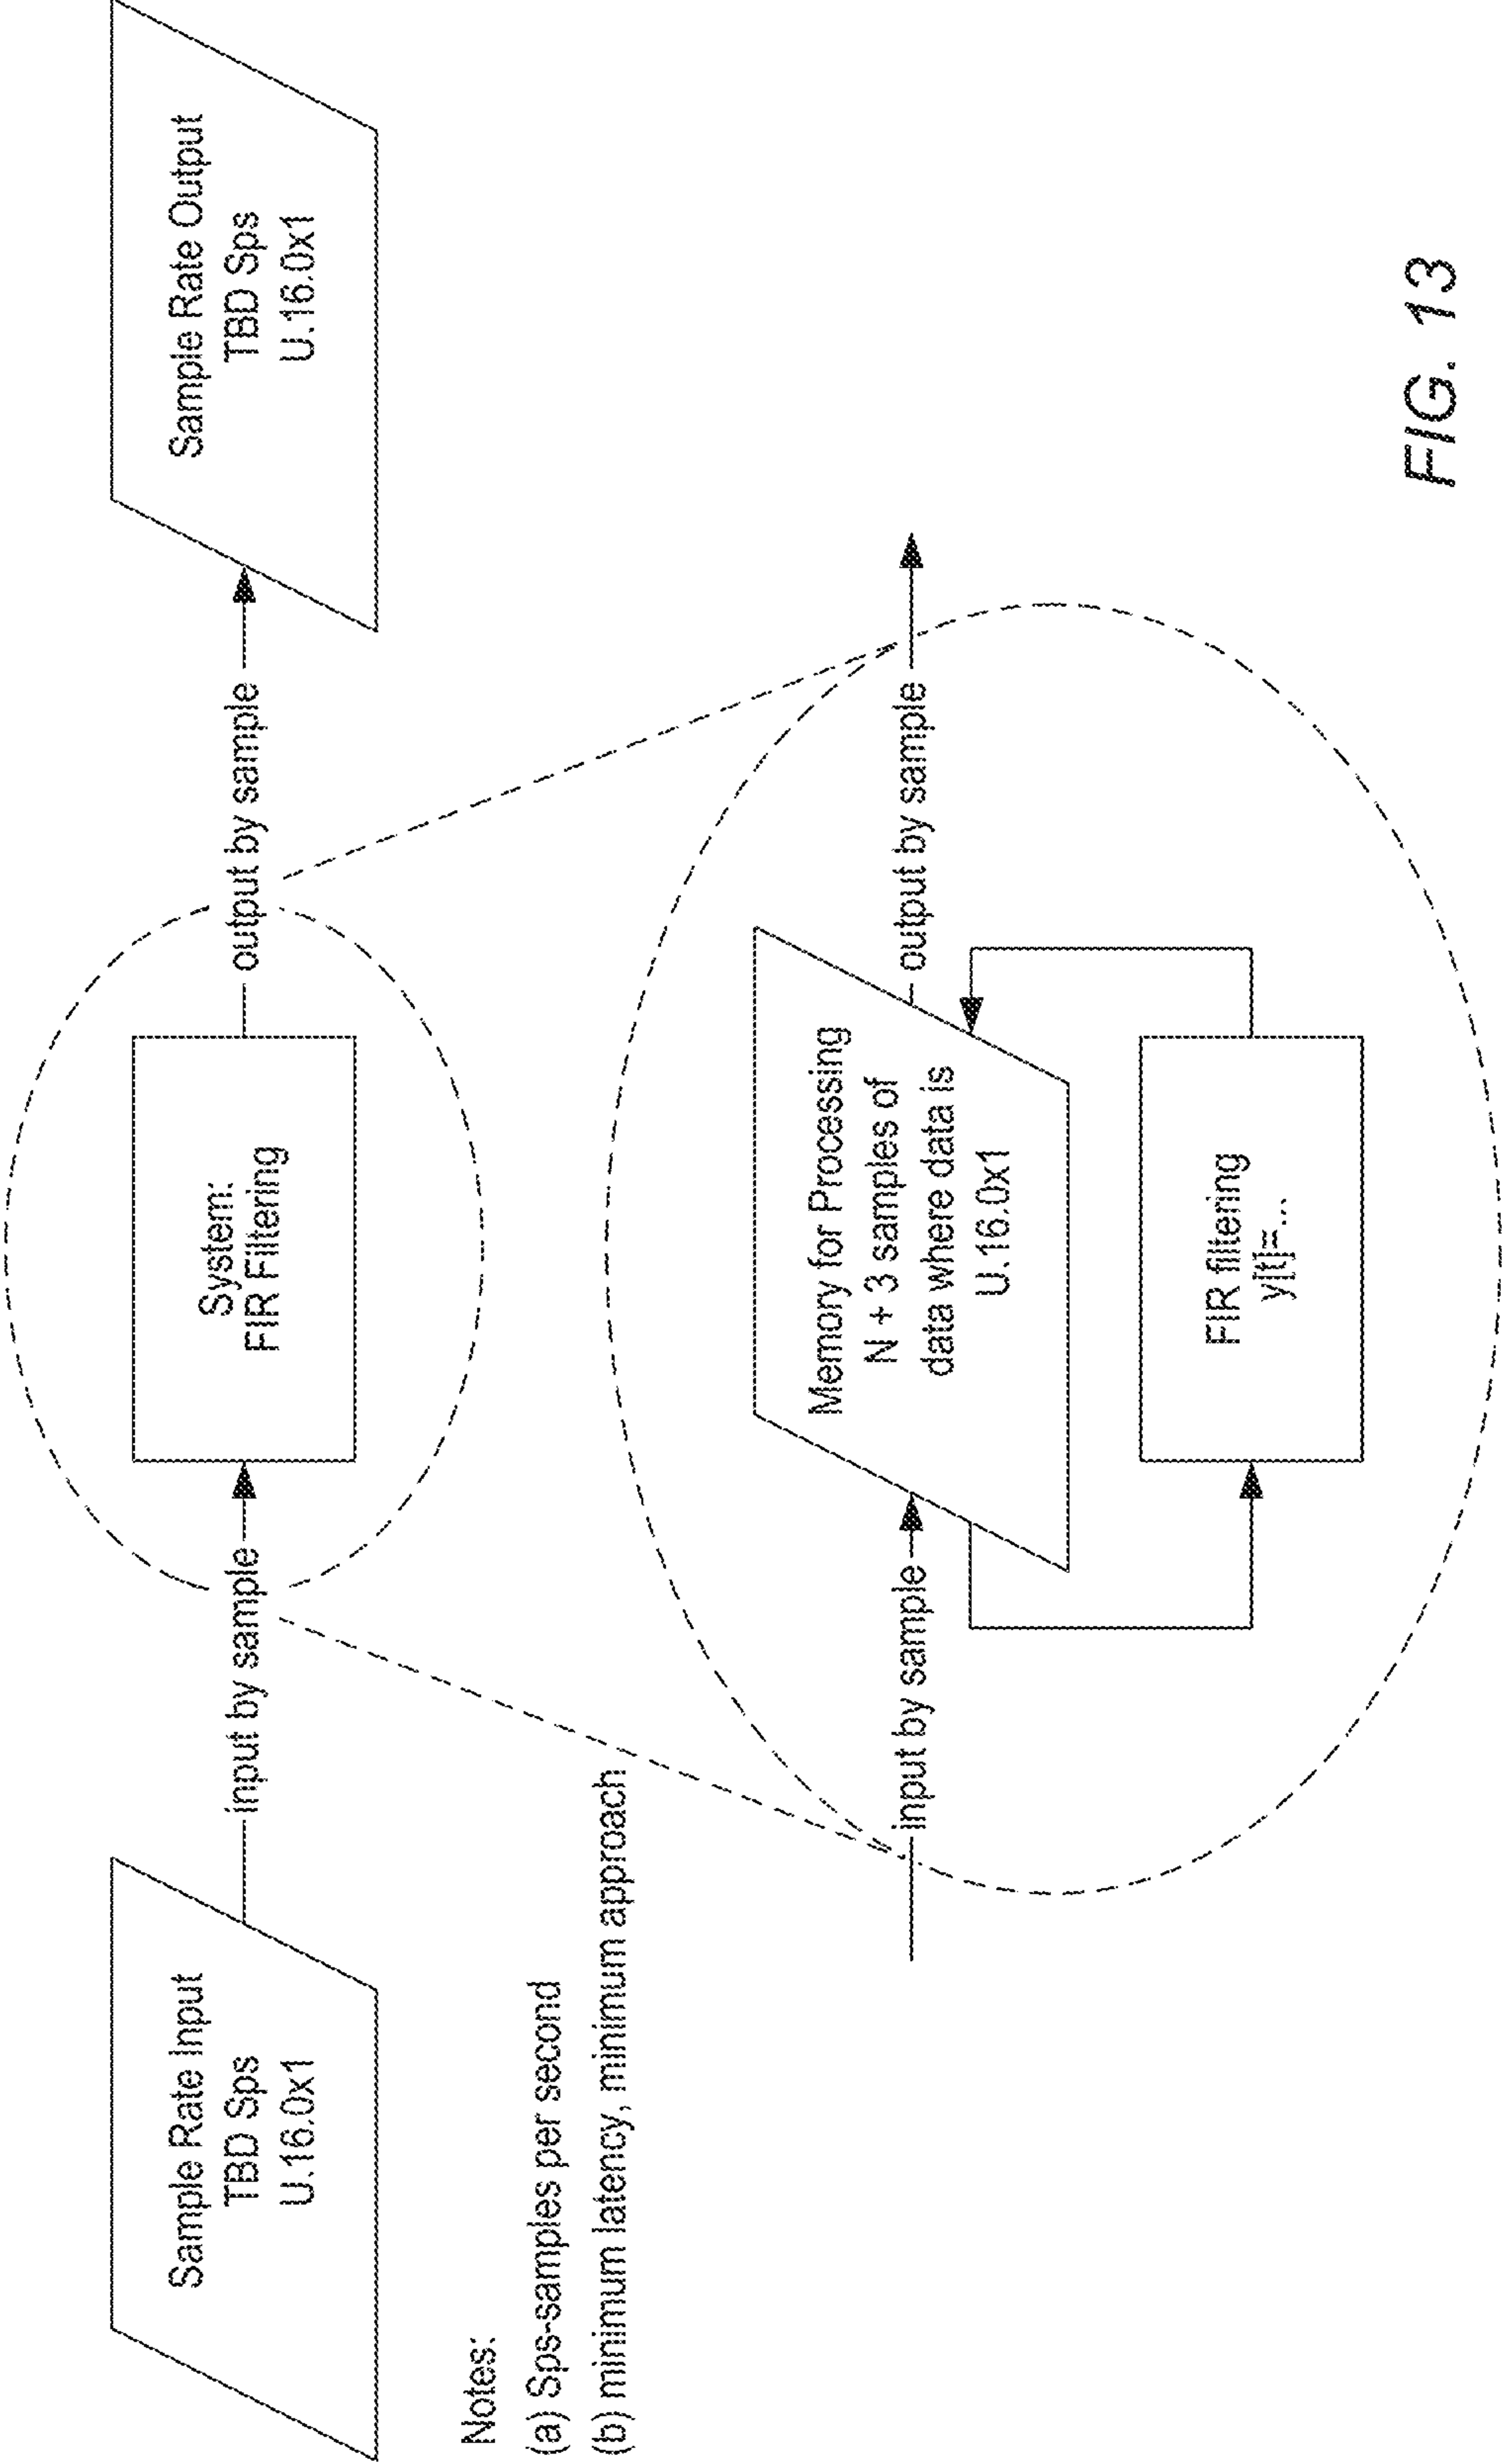 Sample Rate Input
TBD Sps
U.16.0x1
input by sample
System:
FIR Filtering
output by sample
Sample Rate Output
TBD Sps
U.16.0x1
Notes:
(a) Sps-samples per second
(b) minimum latency, minimum approach
input by sample
Memory for Processing
N + 3 samples of
data where data is
U.16.0x1
output by sample
FIR filtering
y[t]=...
FIG. 13